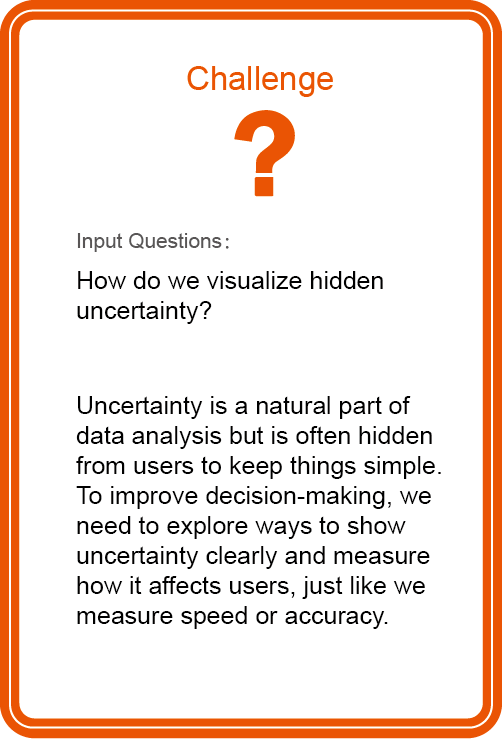 Challenge
?
Input Questions:
How do we visualize hidden
uncertainty?
Uncertainty is a natural part of
data analysis but is often hidden
from users to keep things simple.
To improve decision-making, we
need to explore ways to show
uncertainty clearly and measure
how it affects users, just like we
measure speed or accuracy.